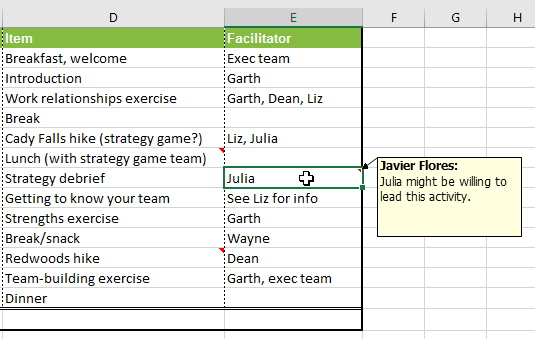 D E F G H
Item Facilitator
Breakfast, welcome Exec team
Introduction Garth
Work relationships exercise Garth, Dean, Liz
Break
Cady Falls hike (strategy game?) Liz, Julia
Lunch (with strategy game team)
Strategy debrief Julia
Getting to know your team See Liz for info
Strengths exercise Garth
Break/snack Wayne
Redwoods hike Dean
Team-building exercise Garth, exec team
Dinner
Javier Flores:
Julia might be willing to
lead this activity.